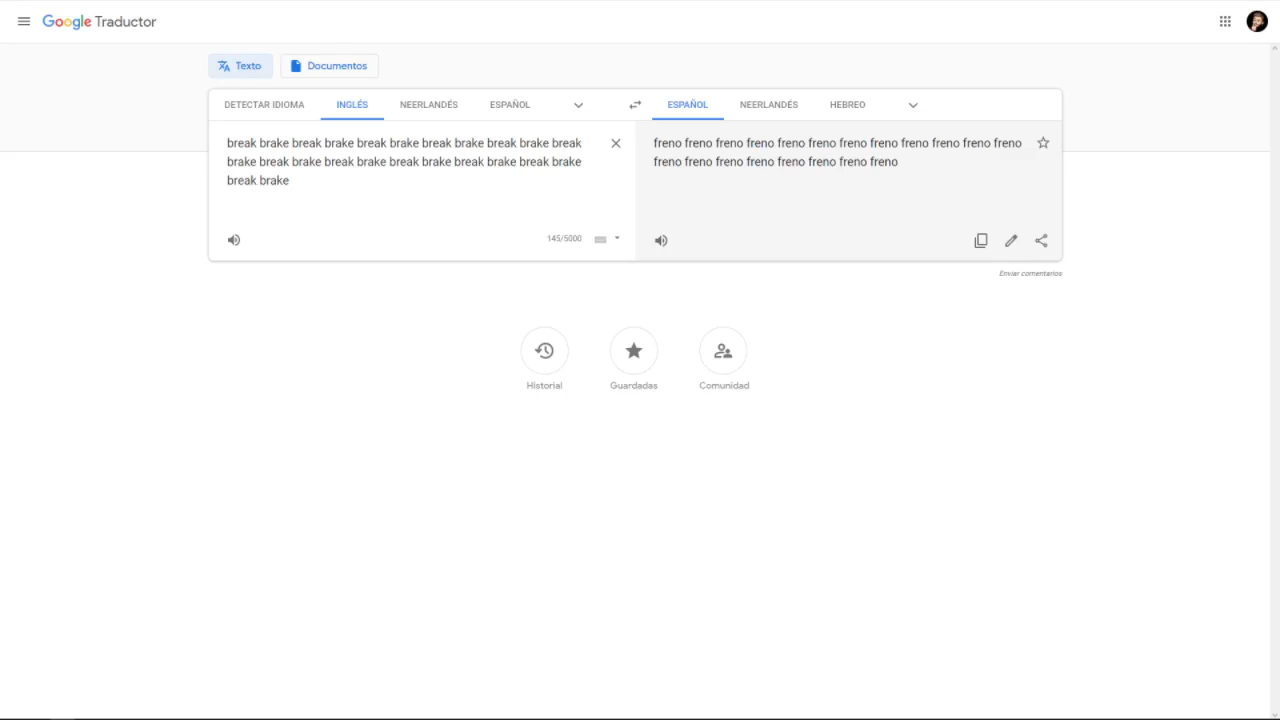 Google Traductor
Texto
Documentos
DETECTAR IDIOMA INGLÉS NEERLANDÉS ESPAÑOL
ESPAÑOL NEERLANDÉS HEBREO
break brake break brake break brake break brake break brake break
brake break brake break brake break brake break brake break brake
break brake
145/5000
freno freno freno freno freno freno freno freno freno freno freno freno
freno freno freno freno freno freno freno freno
Enviar comentarios
Historial
Guardadas
Comunidad